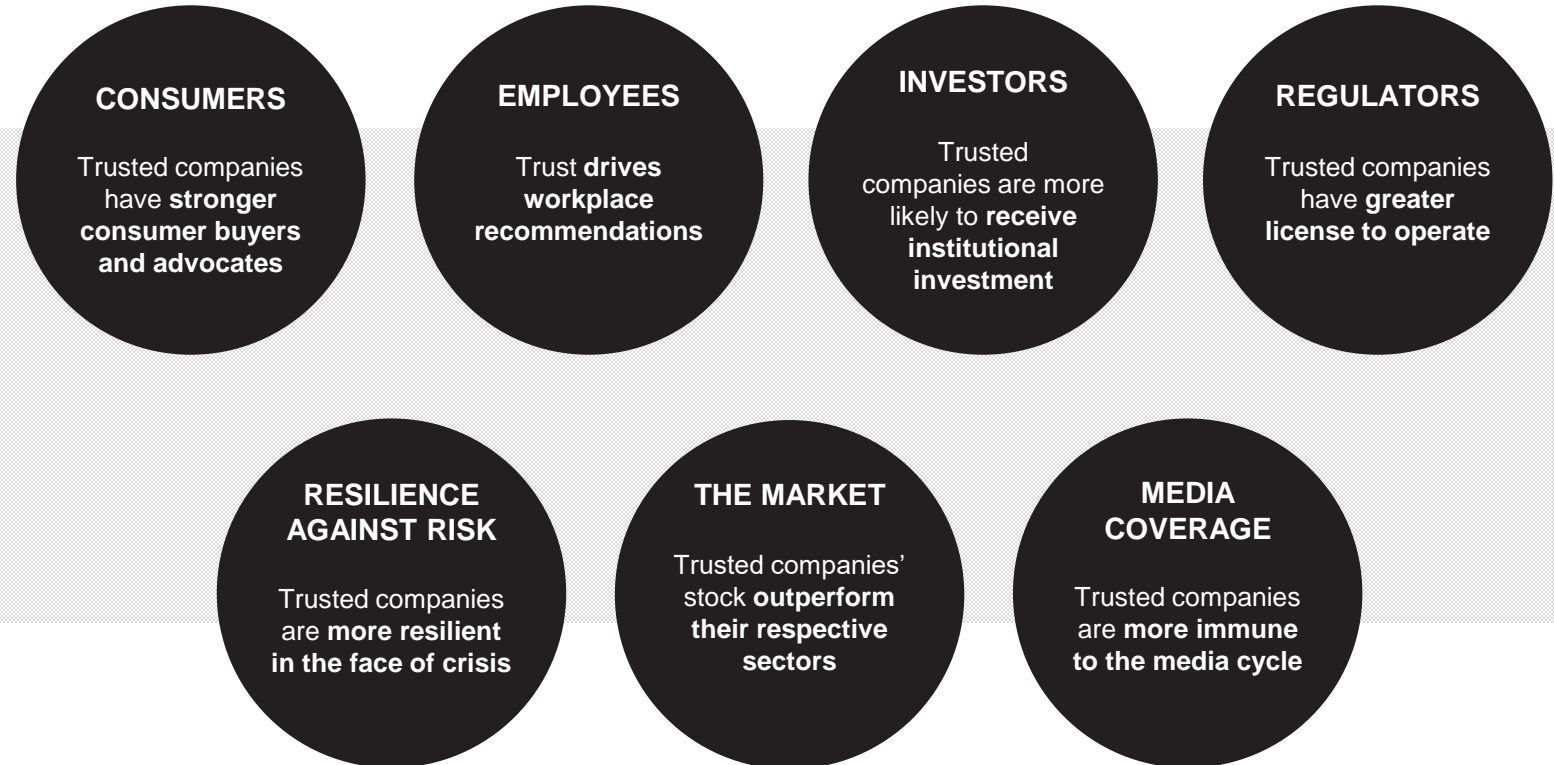 CONSUMERS
Trusted companies
have stronger
consumer buyers
and advocates
EMPLOYEES
Trust drives
workplace
recommendations
INVESTORS
Trusted
companies are more
likely to receive
institutional
investment
REGULATORS
Trusted companies
have greater
license to operate
RESILIENCE
AGAINST RISK
Trusted companies
are more resilient
in the face of crisis
THE MARKET
Trusted companies’
stock outperform
their respective
sectors
MEDIA
COVERAGE
Trusted companies
are more immune
to the media cycle